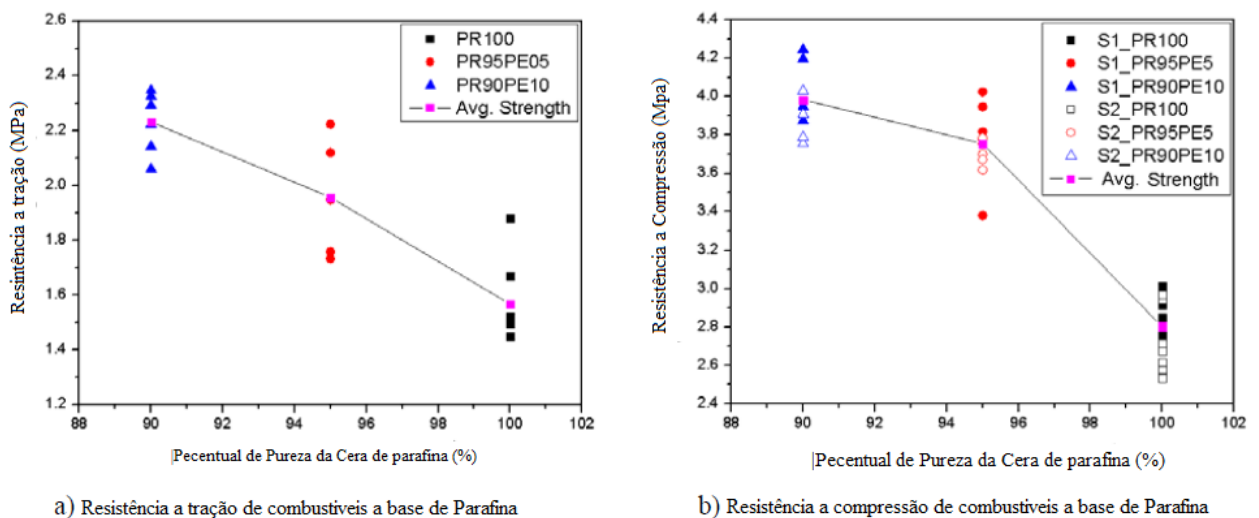 2.6
2.4
2.2
2.0
1.8
1.6
1.4
1.2
88
90
92
94
96
98
100
102
Resintência a tração (MPa)
|Pecentual de Pureza da Cera de parafina (%)
PR100
PR95PE05
PR90PE10
Avg. Strength
a) Resistência a tração de combustiveis a base de Parafina
4.4
4.2
4.0
3.8
3.6
3.4
3.2
3.0
2.8
2.6
2.4
88
90
92
94
96
98
100
102
Resistência a Compressão (Mpa)
|Pecentual de Pureza da Cera de parafina (%)
S1_PR100
S1_PR95PE5
S1_PR90PE10
S2_PR100
S2_PR95PE5
S2_PR90PE10
Avg. Strength
b) Resistência a compressão de combustiveis a base de Parafina